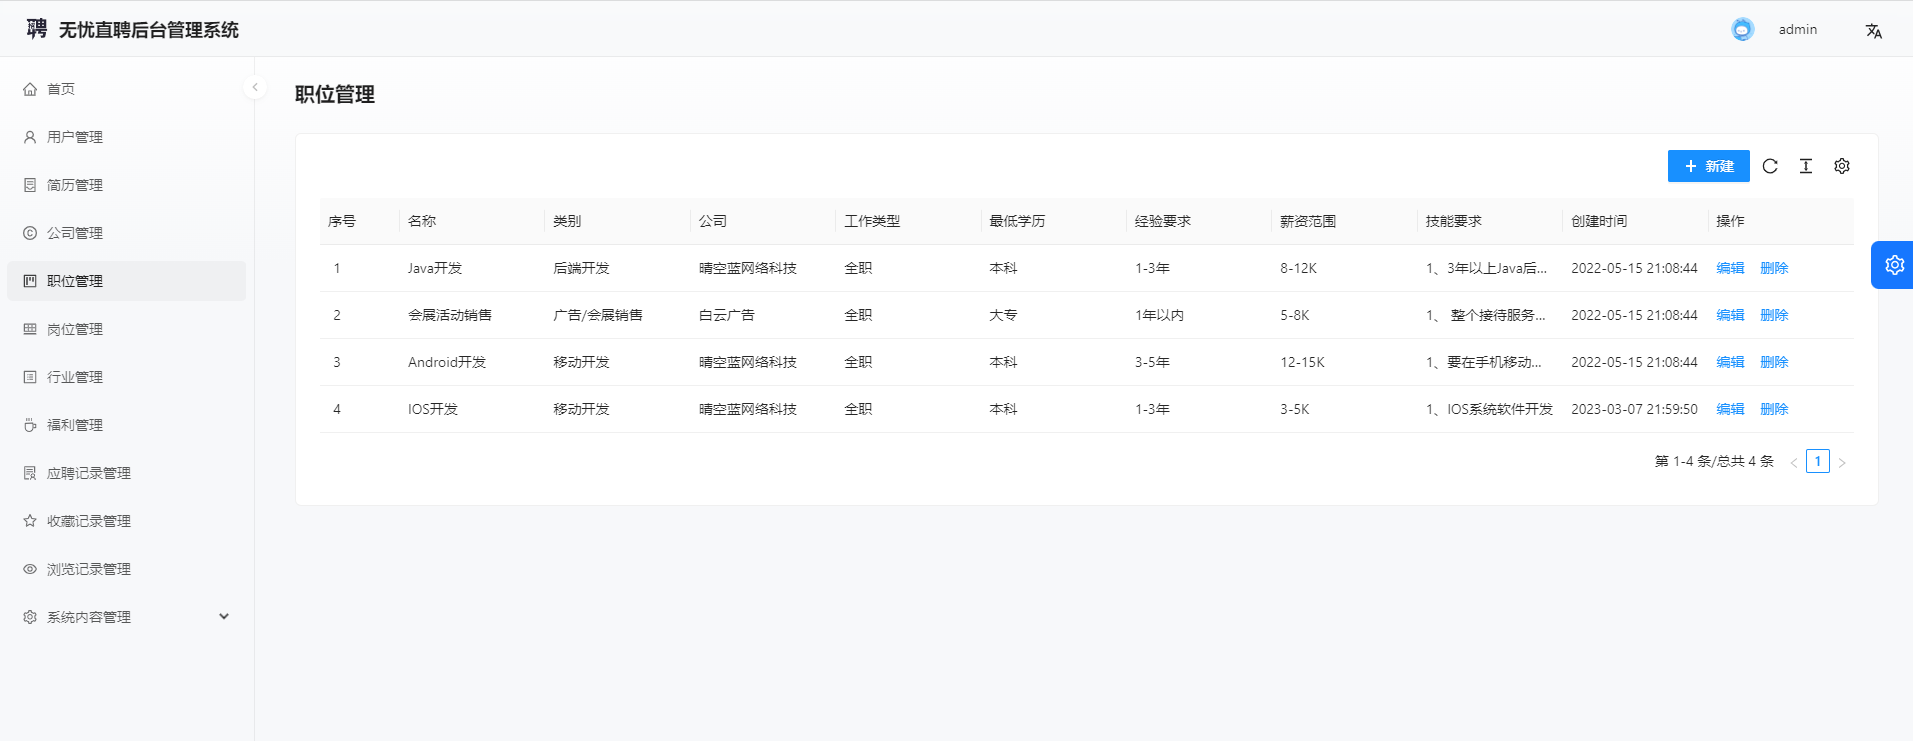 聘 无忧直聘后台管理系统
admin
首页
用户管理
简历管理
公司管理
职位管理
岗位管理
行业管理
福利管理
应聘记录管理
收藏记录管理
浏览记录管理
系统内容管理
职位管理
新建
序号 名称 类别 公司 工作类型 最低学历 经验要求 薪资范围 技能要求 创建时间 操作
1 Java开发 后端开发 晴空蓝网络科技 全职 本科 1-3年 8-12K 1、3年以上Java后... 2022-05-15 21:08:44 编辑 删除
2 会展活动销售 广告/会展销售 白云广告 全职 大专 1年以内 5-8K 1、 整个接待服务... 2022-05-15 21:08:44 编辑 删除
3 Android开发 移动开发 晴空蓝网络科技 全职 本科 3-5年 12-15K 1、要在手机移动... 2022-05-15 21:08:44 编辑 删除
4 IOS开发 移动开发 晴空蓝网络科技 全职 本科 1-3年 3-5K 1、IOS系统软件开发 2023-03-07 21:59:50 编辑 删除
第 1-4 条/总共 4 条 < 1 >